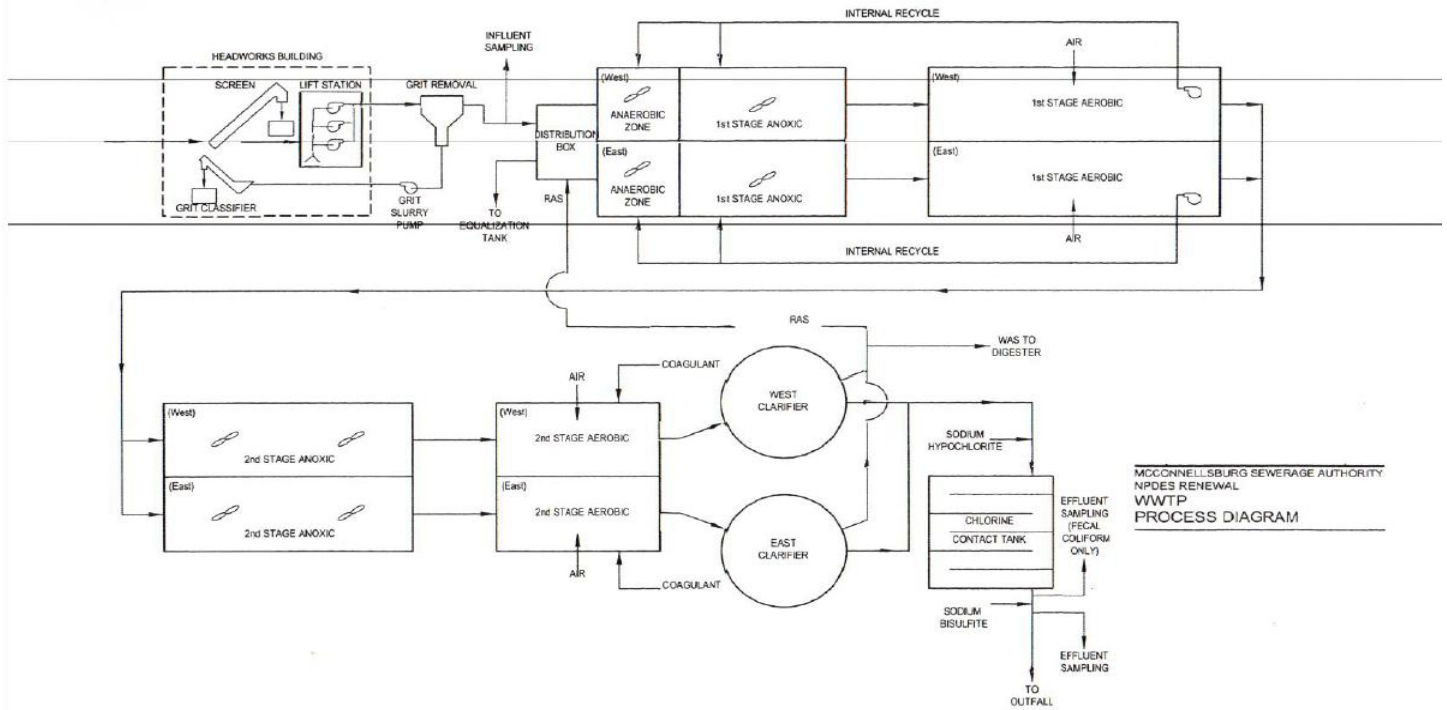 INTERNAL RECYCLE
INFLUENT
SAMPLING
AIR
HEADWORKS BUILDING
SCREEN
LIFT STATION
GRIT REMOVAL
(West)
ANAEROBIC
ZONE
1st STAGE ANOXIC
(West)
1st STAGE AEROBIC
DISTRIBUTION
BOX
(East)
ANAEROBIC
ZONE
1st STAGE ANOXIC
(East)
1st STAGE AEROBIC
GRIT CLASSIFIER
GRIT
SLURRY
PUMP
TO
EQUALIZATION
TANK
RAS
AIR
INTERNAL RECYCLE
RAS
WAS TO
DIGESTER
COAGULANT
AIR
(West)
2nd STAGE ANOXIC
(West)
2nd STAGE AEROBIC
WEST
CLARIFIER
SODIUM
HYPOCHLORITE
(East)
2nd STAGE ANOXIC
(East)
2nd STAGE AEROBIC
AIR
COAGULANT
EAST
CLARIFIER
CHLORINE
CONTACT TANK
EFFLUENT
SAMPLING
(FECAL
COLIFORM
ONLY)
SODIUM
BISULFITE
EFFLUENT
SAMPLING
TO
OUTFALL
MCCONNELLSBURG SEWERAGE AUTHORITY
NPDES RENEWAL
WWTP
PROCESS DIAGRAM